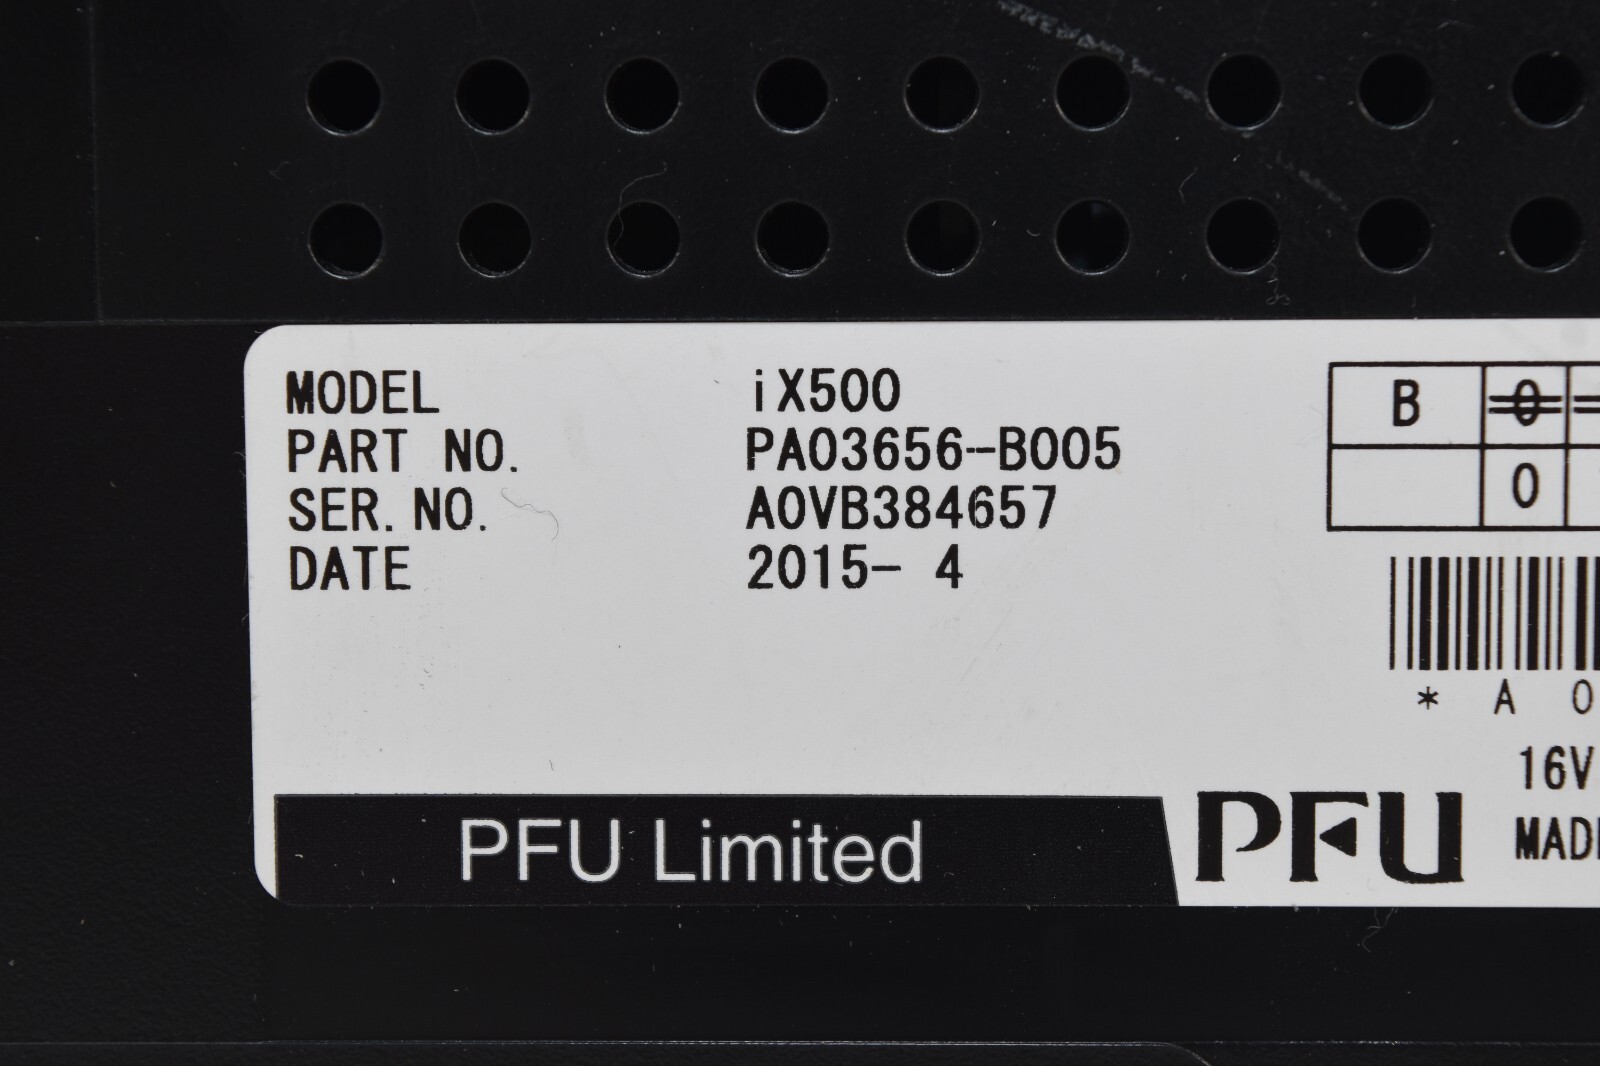 MODEL iX500
PART NO. PA03656-B005
SER. NO. A0VB384657
DATE 2015- 4
B 0
0
* A 0
16V
PFU Limited
PFU